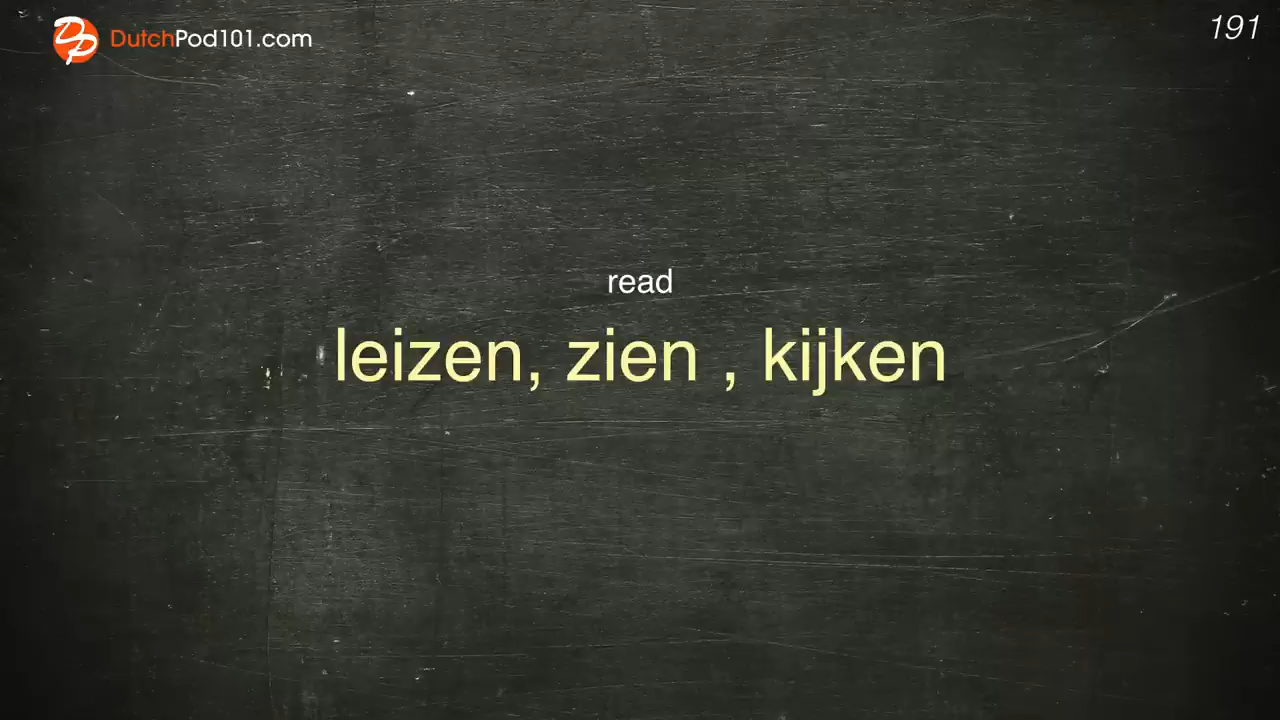 DutchPod101.com
191
read
leizen, zien , kijken